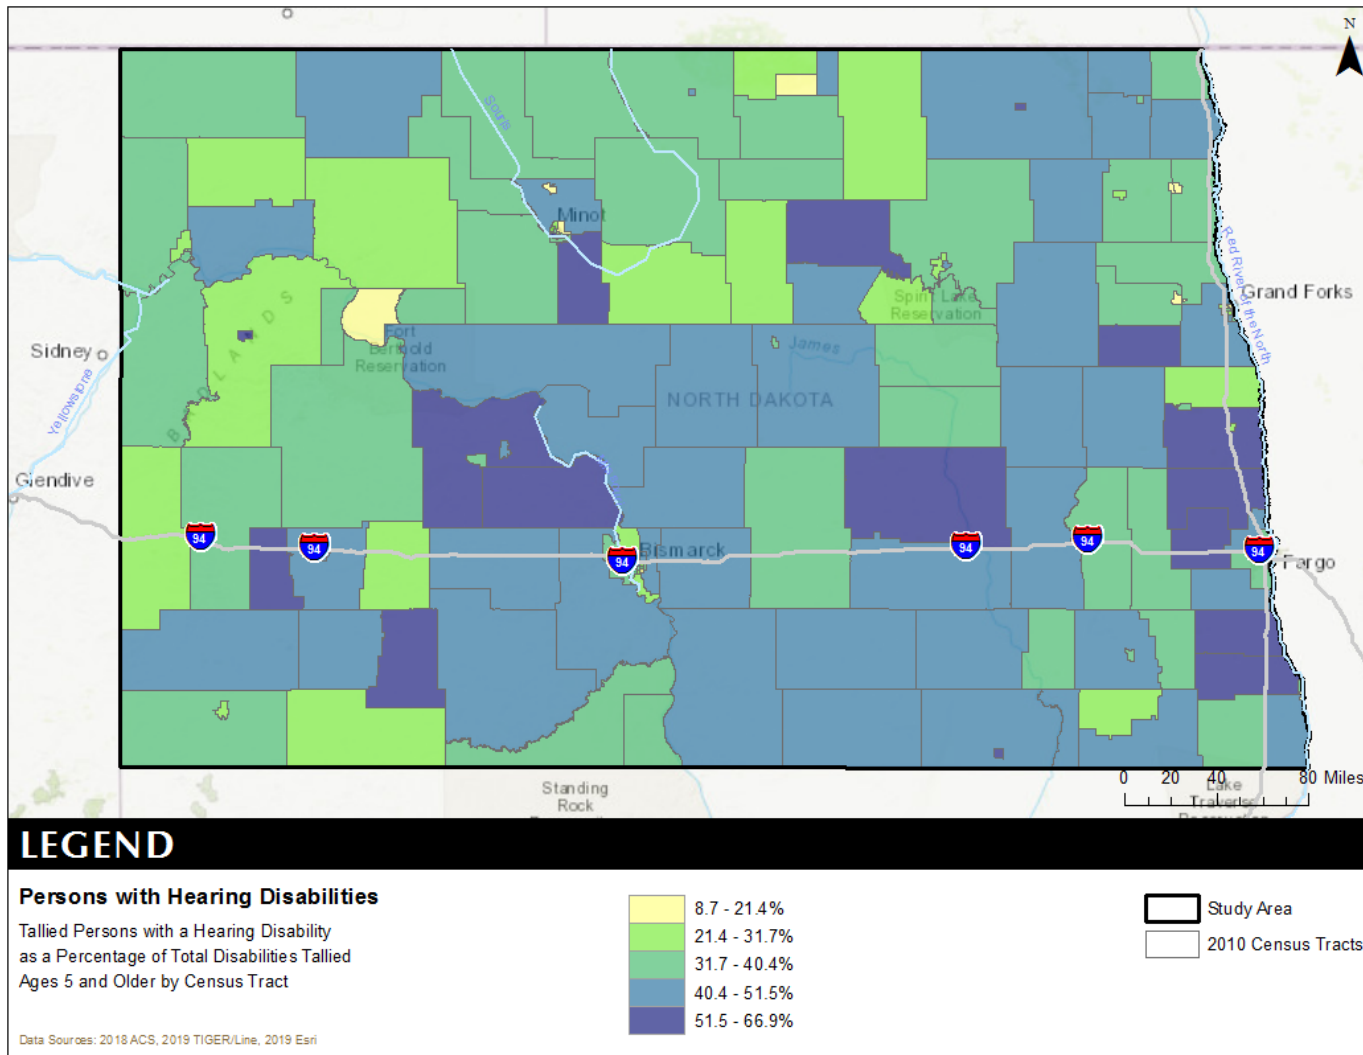 N
Souris
Minot
Red River of the North
BADLANDS
Spirit Lake
Reservation
Grand Forks
Sidney
Fort
Berthold
Reservation
James
Yellowstone
NORTH DAKOTA
Glendive
94
94
94
Bismarck
94
94
94
Fargo
0 20 40 80 Miles
Standing
Rock
Lake
Traverse
Reservation
LEGEND
Persons with Hearing Disabilities
Tallied Persons with a Hearing Disability
as a Percentage of Total Disabilities Tallied
Ages 5 and Older by Census Tract
8.7 - 21.4%
21.4 - 31.7%
31.7 - 40.4%
40.4 - 51.5%
51.5 - 66.9%
Study Area
2010 Census Tracts
Data Sources: 2018 ACS, 2019 TIGER/Line, 2019 Esri